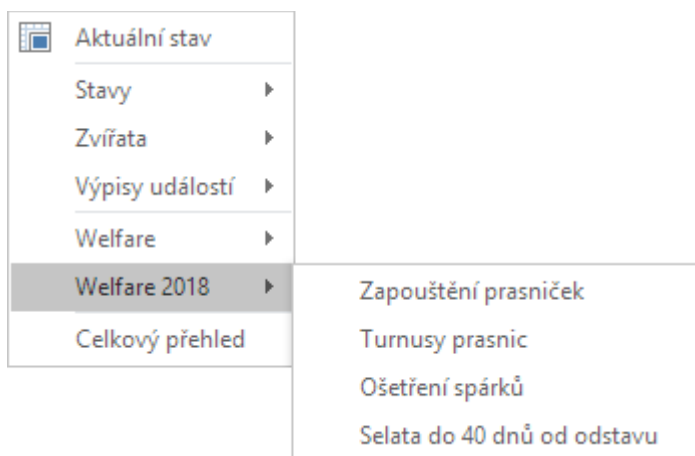 Aktuální stav
Stavy
Zvířata
Výpisy událostí
Welfare
Welfare 2018
Celkový přehled
Zapouštění prasniček
Turnusy prasnic
Ošetření spárků
Selata do 40 dnů od odstavu